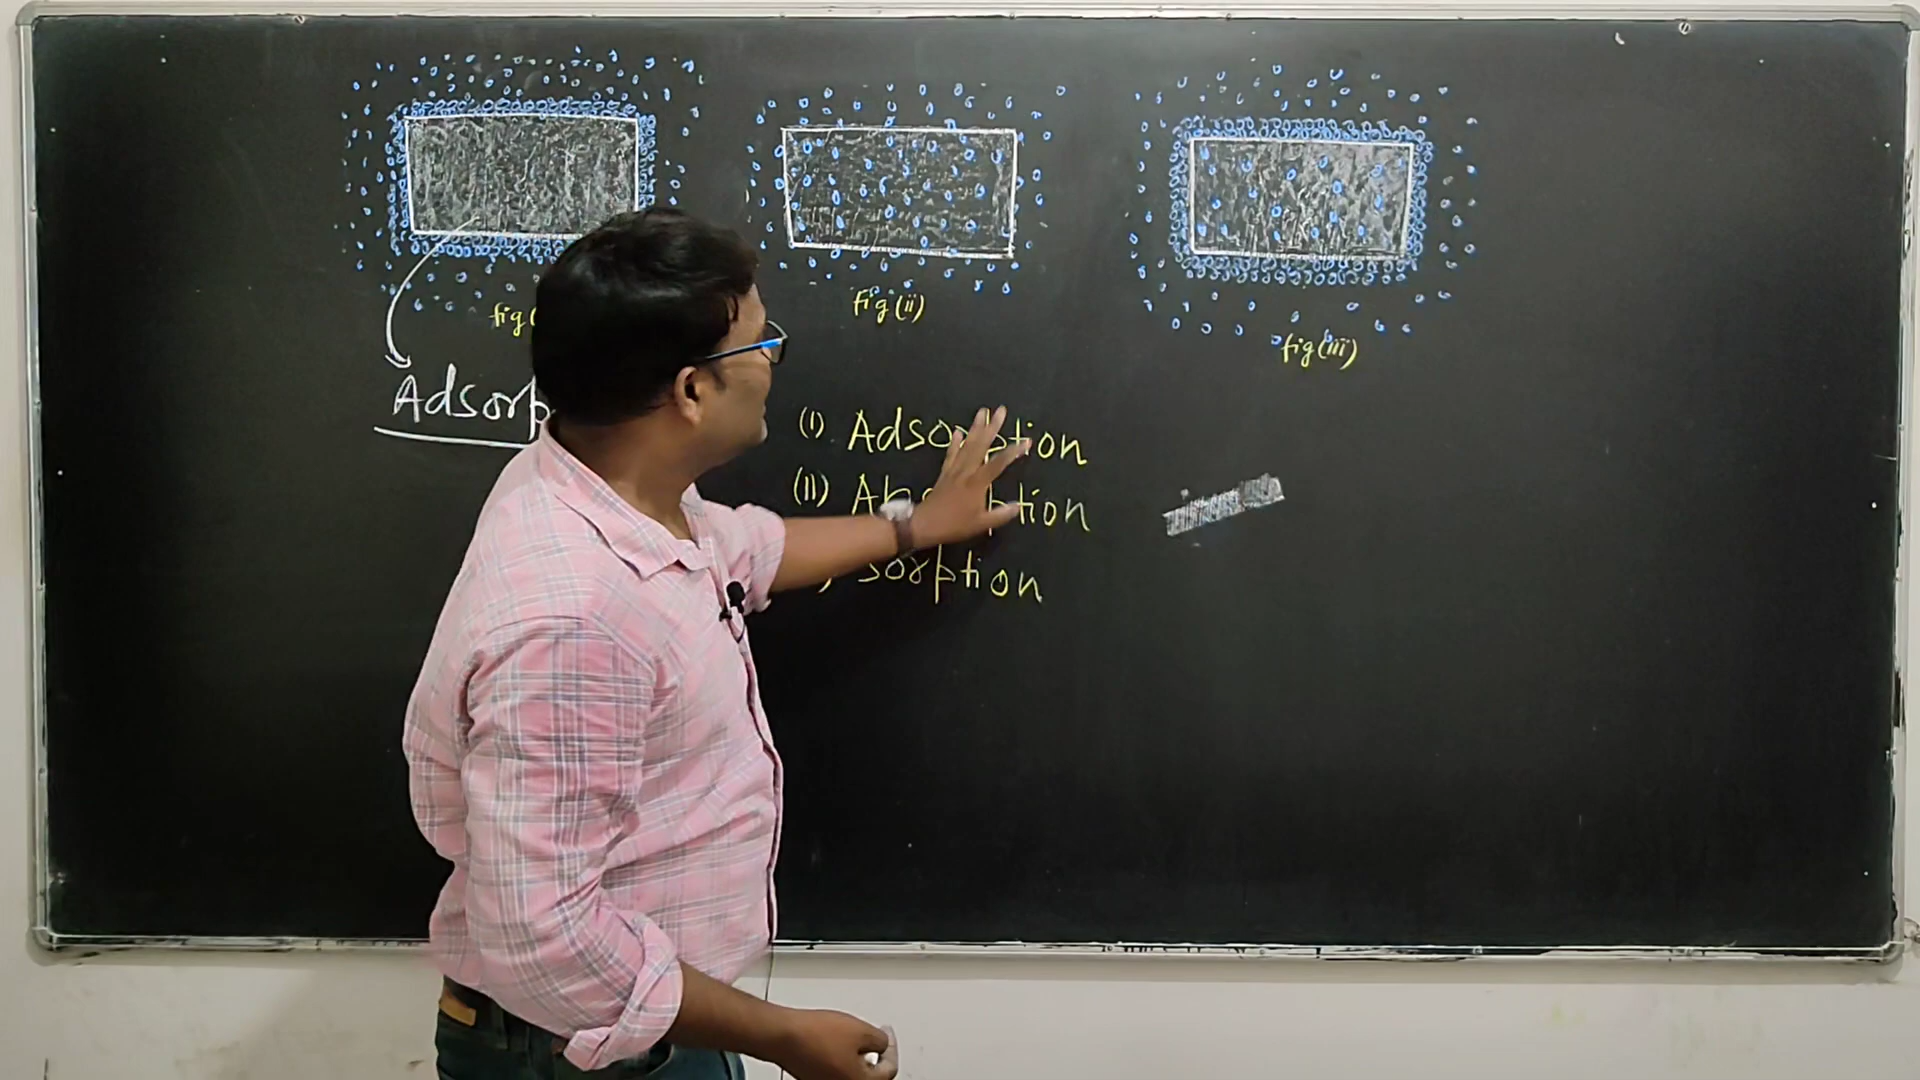 fig(
Fig(ii)
fig(iii)
Adsorp
(I) Adsorption
(II) Absorption
) Sorption